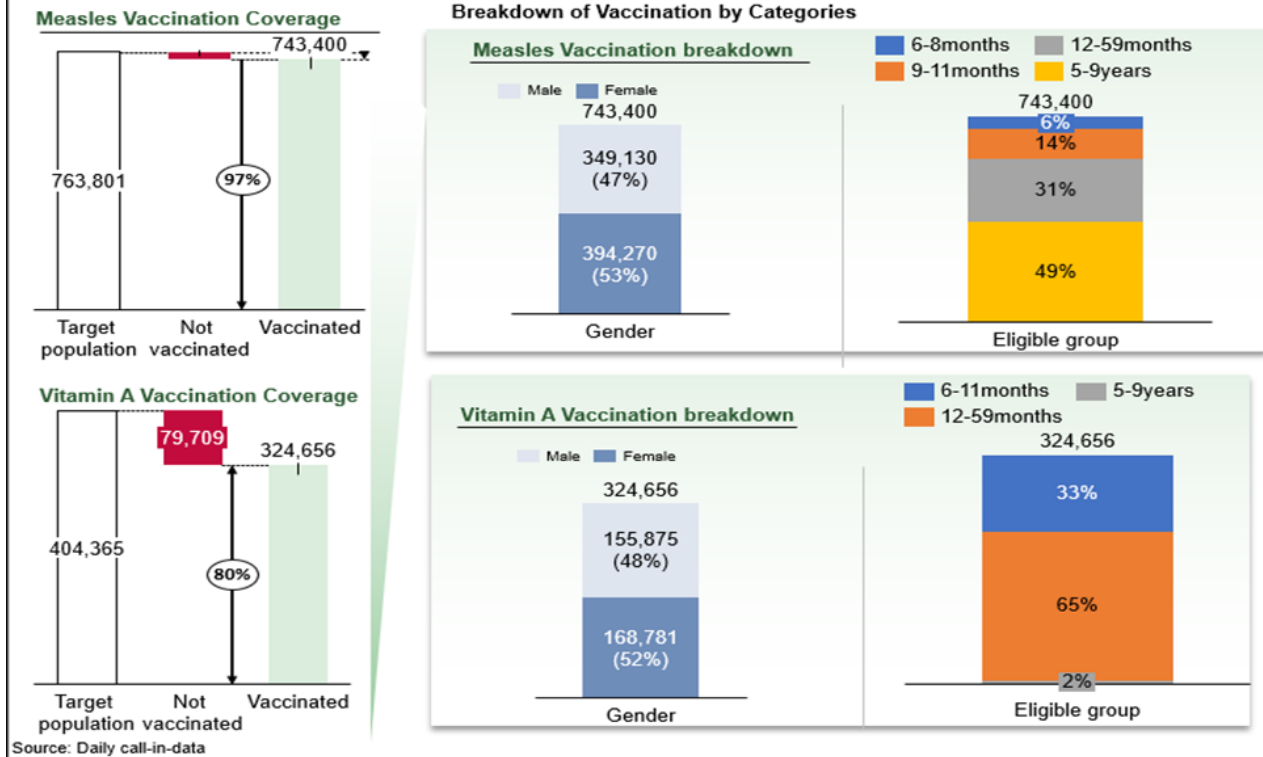 Measles Vaccination Coverage
743,400
763,801
97%
Target population
Not vaccinated
Vaccinated
Vitamin A Vaccination Coverage
79,709
324,656
404,365
80%
Target population
Not vaccinated
Vaccinated
Source: Daily call-in-data
Breakdown of Vaccination by Categories
Measles Vaccination breakdown
Male Female
743,400
349,130
(47%)
394,270
(53%)
Gender
6-8months 12-59months
9-11months 5-9years
743,400
6%
14%
31%
49%
Eligible group
Vitamin A Vaccination breakdown
Male Female
324,656
155,875
(48%)
168,781
(52%)
Gender
6-11months 5-9years
12-59months
324,656
33%
65%
2%
Eligible group